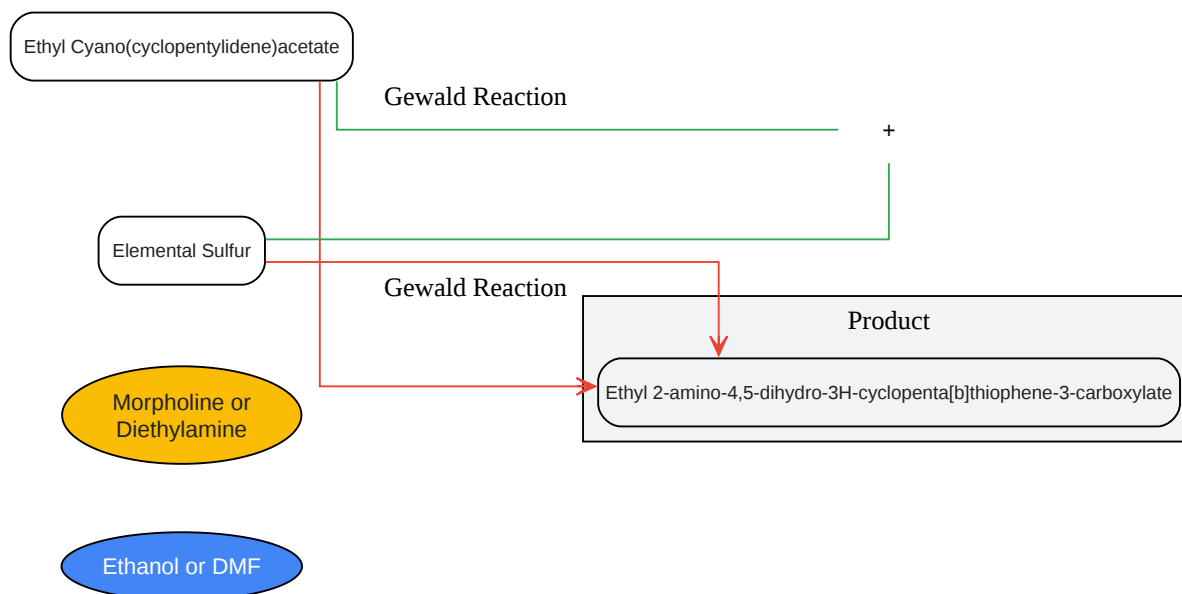 Ethyl Cyano(cyclopentylidene)acetate
Gewald Reaction
+
Elemental Sulfur
Gewald Reaction
Product
Ethyl 2-amino-4,5-dihydro-3H-cyclopenta[b]thiophene-3-carboxylate
Morpholine or
Diethylamine
Ethanol or DMF